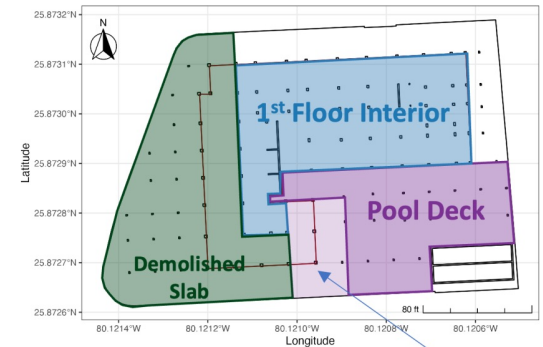 25.8732°N
N
25.8731°N
25.8730°N
25.8729°N
25.8728°N
25.8727°N
25.8726°N
Latitude
1st Floor Interior
Pool Deck
Demolished
Slab
80 ft
80.1214°W 80.1212°W 80.1210°W 80.1208°W 80.1206°W
Longitude